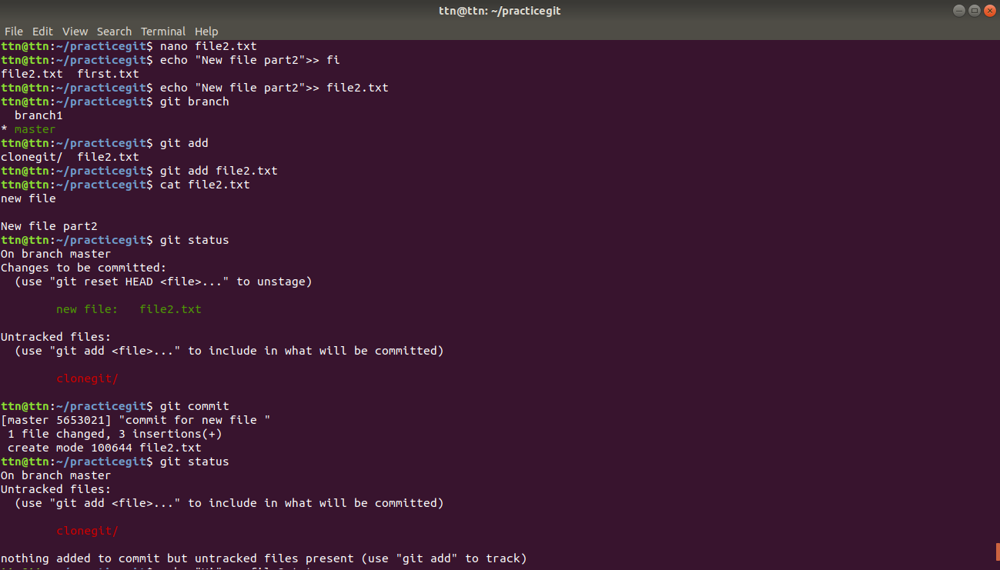 ttn@ttn: ~/practicegit
File Edit View Search Terminal Help
ttn@ttn:~/practicegit$ nano file2.txt
ttn@ttn:~/practicegit$ echo "New file part2">> fi
file2.txt  first.txt
ttn@ttn:~/practicegit$ echo "New file part2">> file2.txt
ttn@ttn:~/practicegit$ git branch
  branch1
* master
ttn@ttn:~/practicegit$ git add
clonegit/  file2.txt
ttn@ttn:~/practicegit$ git add file2.txt
ttn@ttn:~/practicegit$ cat file2.txt
new file

New file part2
ttn@ttn:~/practicegit$ git status
On branch master
Changes to be committed:
  (use "git reset HEAD <file>..." to unstage)

        new file:   file2.txt

Untracked files:
  (use "git add <file>..." to include in what will be committed)

        clonegit/

ttn@ttn:~/practicegit$ git commit
[master 5653021] "commit for new file "
 1 file changed, 3 insertions(+)
 create mode 100644 file2.txt
ttn@ttn:~/practicegit$ git status
On branch master
Untracked files:
  (use "git add <file>..." to include in what will be committed)

        clonegit/

nothing added to commit but untracked files present (use "git add" to track)